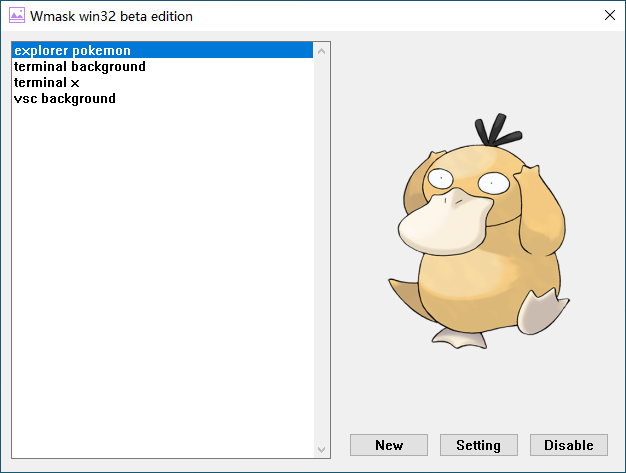 Wmask win32 beta edition
explorer pokemon
terminal background
terminal x
vsc background
New
Setting
Disable